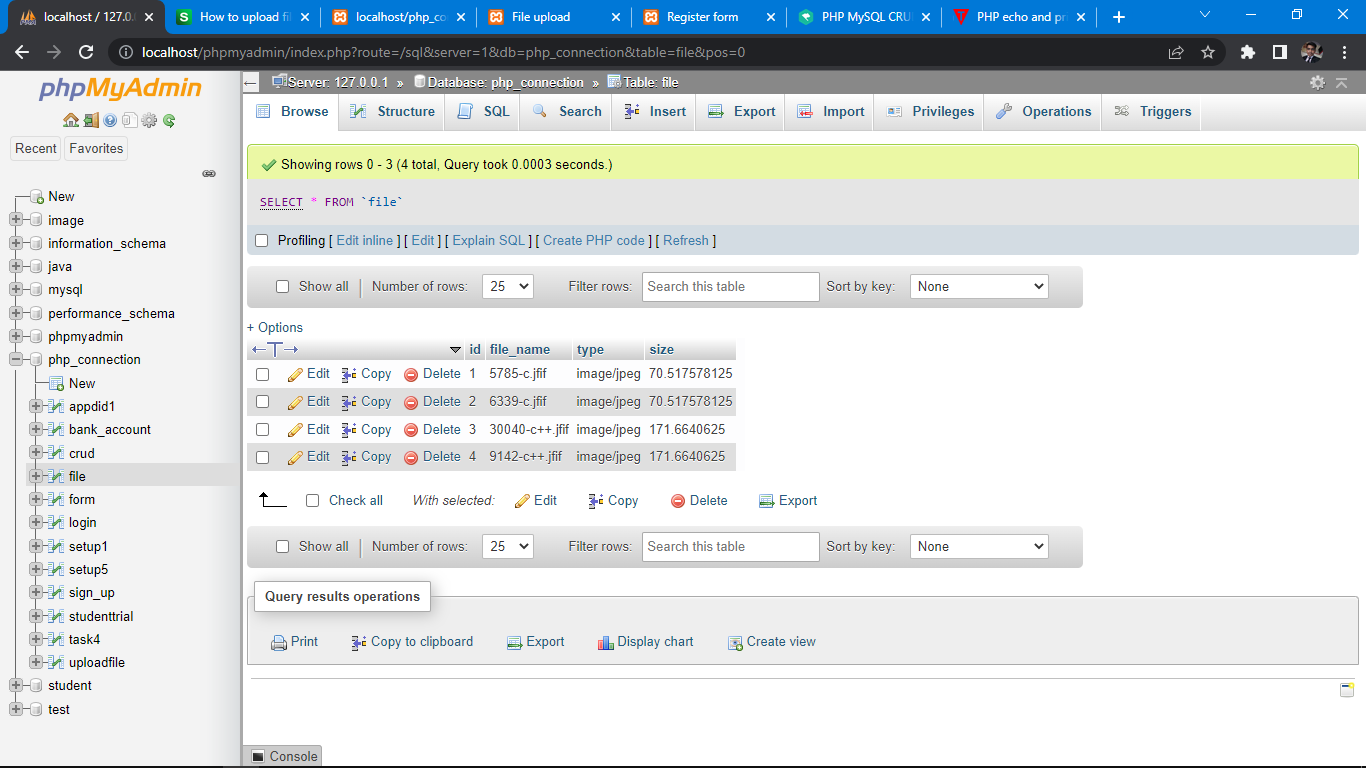 localhost / 127.0.
How to upload fi
localhost/php_co
File upload
Register form
PHP MySQL CRU
PHP echo and pr
localhost/phpmyadmin/index.php?route=/sql&server=1&db=php_connection&table=file&pos=0
phpMyAdmin
Recent Favorites
New
image
information_schema
java
mysql
performance_schema
phpmyadmin
php_connection
New
appdid1
bank_account
crud
file
form
login
setup1
setup5
sign_up
studenttrial
task4
uploadfile
student
test
Server: 127.0.0.1 » Database: php_connection » Table: file
Browse Structure SQL Search Insert Export Import Privileges Operations Triggers
Showing rows 0 - 3 (4 total, Query took 0.0003 seconds.)
SELECT * FROM `file`
Profiling [ Edit inline ] [ Edit ] [ Explain SQL ] [ Create PHP code ] [ Refresh ]
Show all | Number of rows: 25 Filter rows: Search this table Sort by key: None
+ Options
←T→ id file_name type size
Edit Copy Delete 1 5785-c.jfif image/jpeg 70.517578125
Edit Copy Delete 2 6339-c.jfif image/jpeg 70.517578125
Edit Copy Delete 3 30040-c++.jfif image/jpeg 171.6640625
Edit Copy Delete 4 9142-c++.jfif image/jpeg 171.6640625
Check all With selected: Edit Copy Delete Export
Show all | Number of rows: 25 Filter rows: Search this table Sort by key: None
Query results operations
Print Copy to clipboard Export Display chart Create view
Console